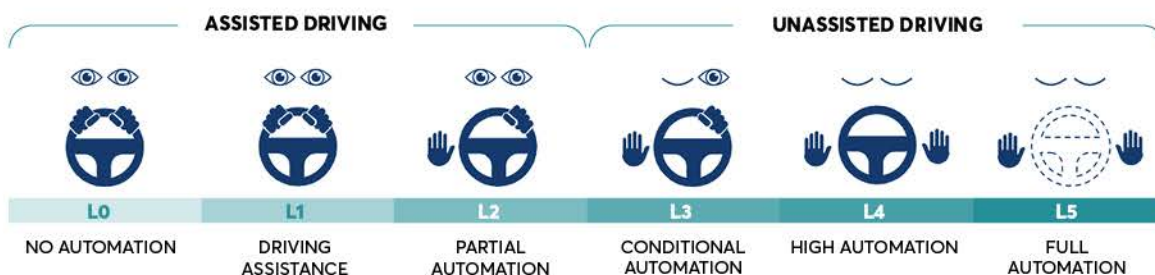 ASSISTED DRIVING
UNASSISTED DRIVING
L0
L1
L2
L3
L4
L5
NO AUTOMATION
DRIVING
ASSISTANCE
PARTIAL
AUTOMATION
CONDITIONAL
AUTOMATION
HIGH AUTOMATION
FULL
AUTOMATION